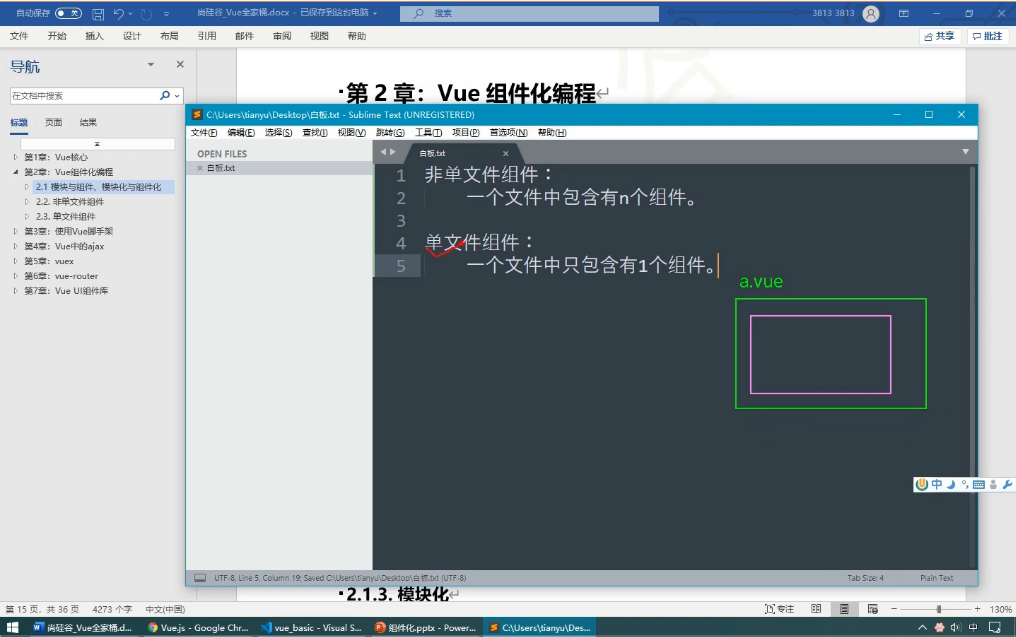 自动保存 关
尚硅谷_Vue全家桶.docx - 已保存到这台电脑
搜索
3813 3813
文件 开始 插入 设计 布局 引用 邮件 审阅 视图 帮助
共享 批注
导航
在文档中搜索
标题 页面 结果
第1章：Vue核心
第2章：Vue组件化编程
2.1 模块与组件、模块化与组件化
2.2. 非单文件组件
2.3. 单文件组件
第3章：使用Vue脚手架
第4章：Vue中的ajax
第5章：vuex
第6章：vue-router
第7章：Vue UI组件库
第 2 章：Vue 组件化编程
C:\Users\tianyu\Desktop\白板.txt - Sublime Text (UNREGISTERED)
文件(F) 编辑(E) 选择(S) 查找(I) 视图(V) 跳转(G) 工具(T) 项目(P) 首选项(N) 帮助(H)
OPEN FILES
白板.txt
白板.txt
1 非单文件组件：
2 一个文件中包含有n个组件。
3
4 单文件组件：
5 一个文件中只包含有1个组件。
a.vue
中
UTF-8, Line 5, Column 19; Saved C:\Users\tianyu\Desktop\白板.txt (UTF-8)
Tab Size: 4
Plain Text
2.1.3. 模块化
第 15 页，共 36 页 4273 个字 中文(中国)
专注
130%
尚硅谷_Vue全家桶.d...
Vue.js - Google Chr...
vue_basic - Visual S...
组件化.pptx - Power...
C:\Users\tianyu\Des...
中